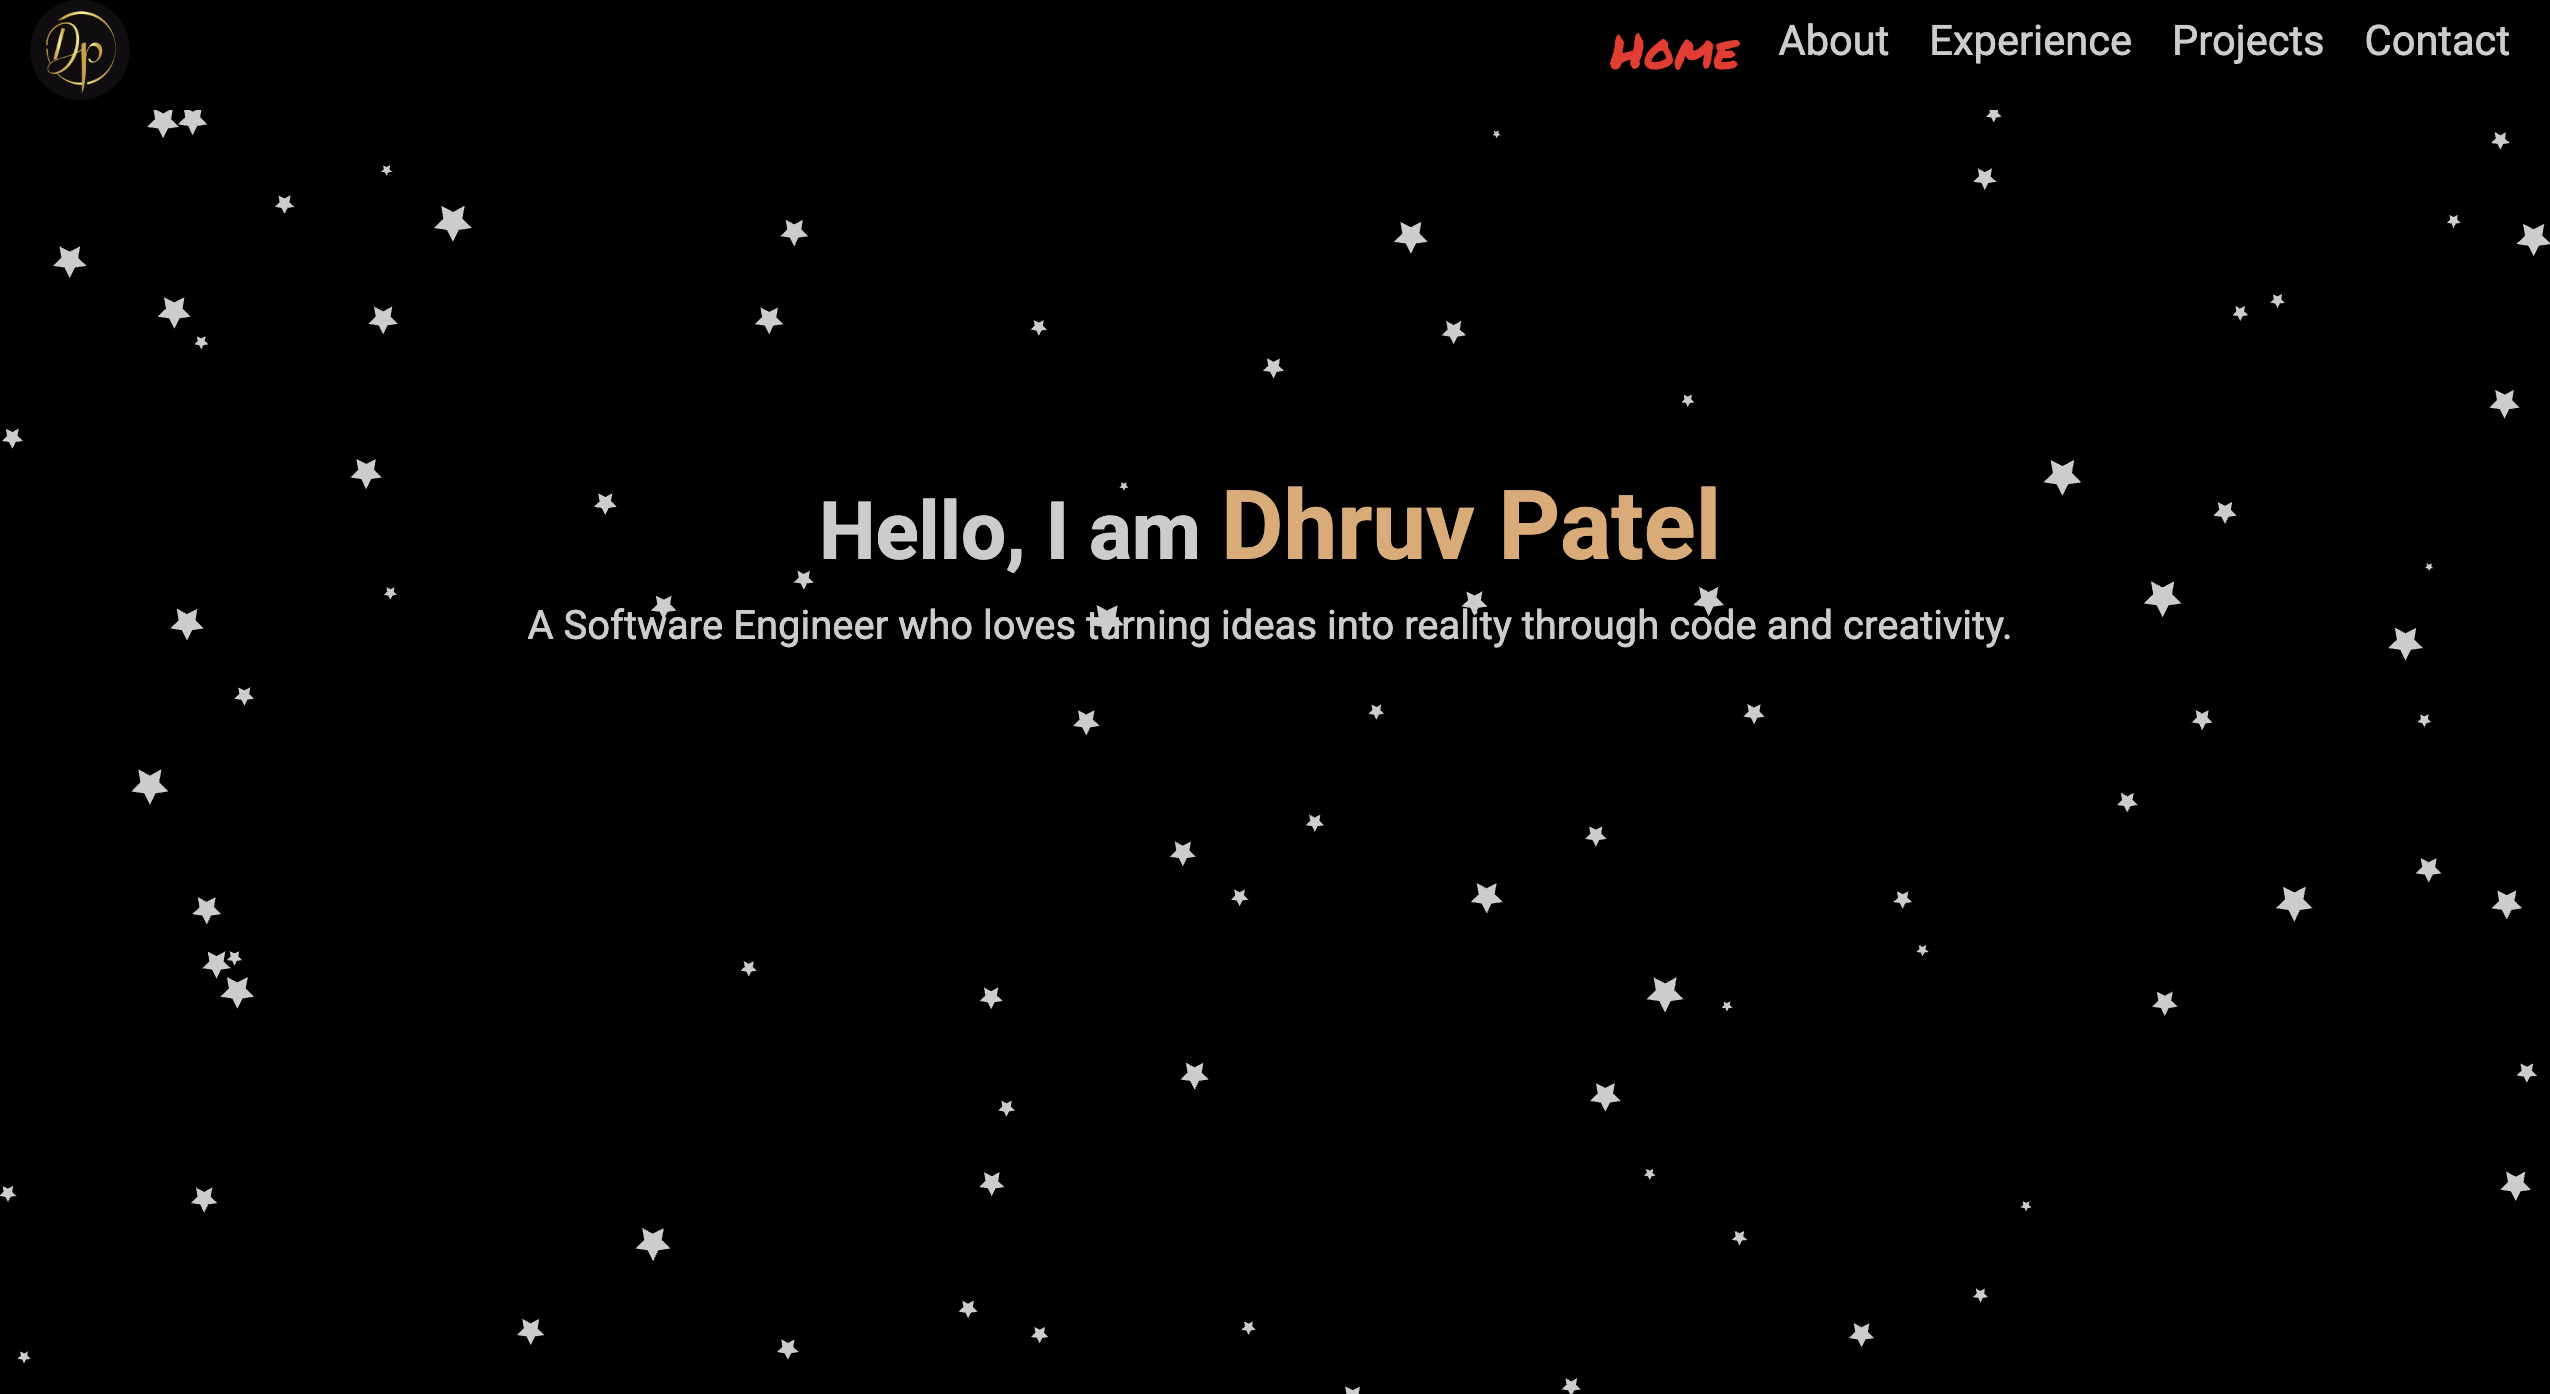 Dp
Home About Experience Projects Contact
Hello, I am Dhruv Patel
A Software Engineer who loves turning ideas into reality through code and creativity.